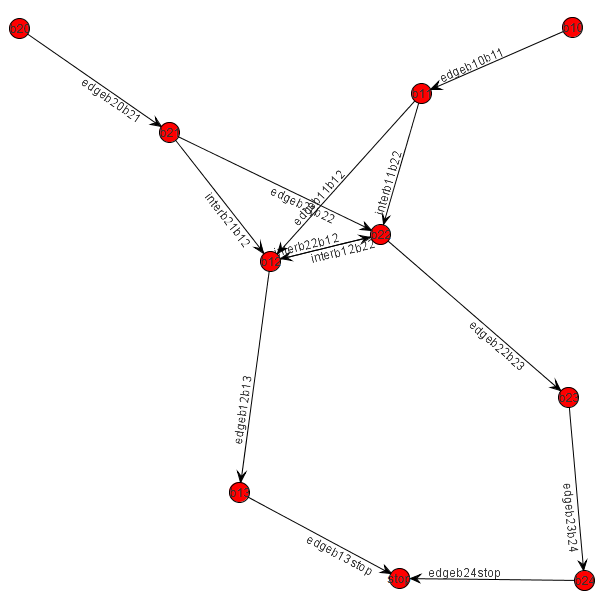 b20
b10
edgeb10b11
edgeb20b21
b11
b21
interb11b22
edgeb11b12
edgeb21b22
interb21b12
b22
interb22b12
interb12b22
b12
edgeb22b23
edgeb12b13
b23
b13
edgeb23b24
edgeb13stop
edgeb24stop
stop
b24